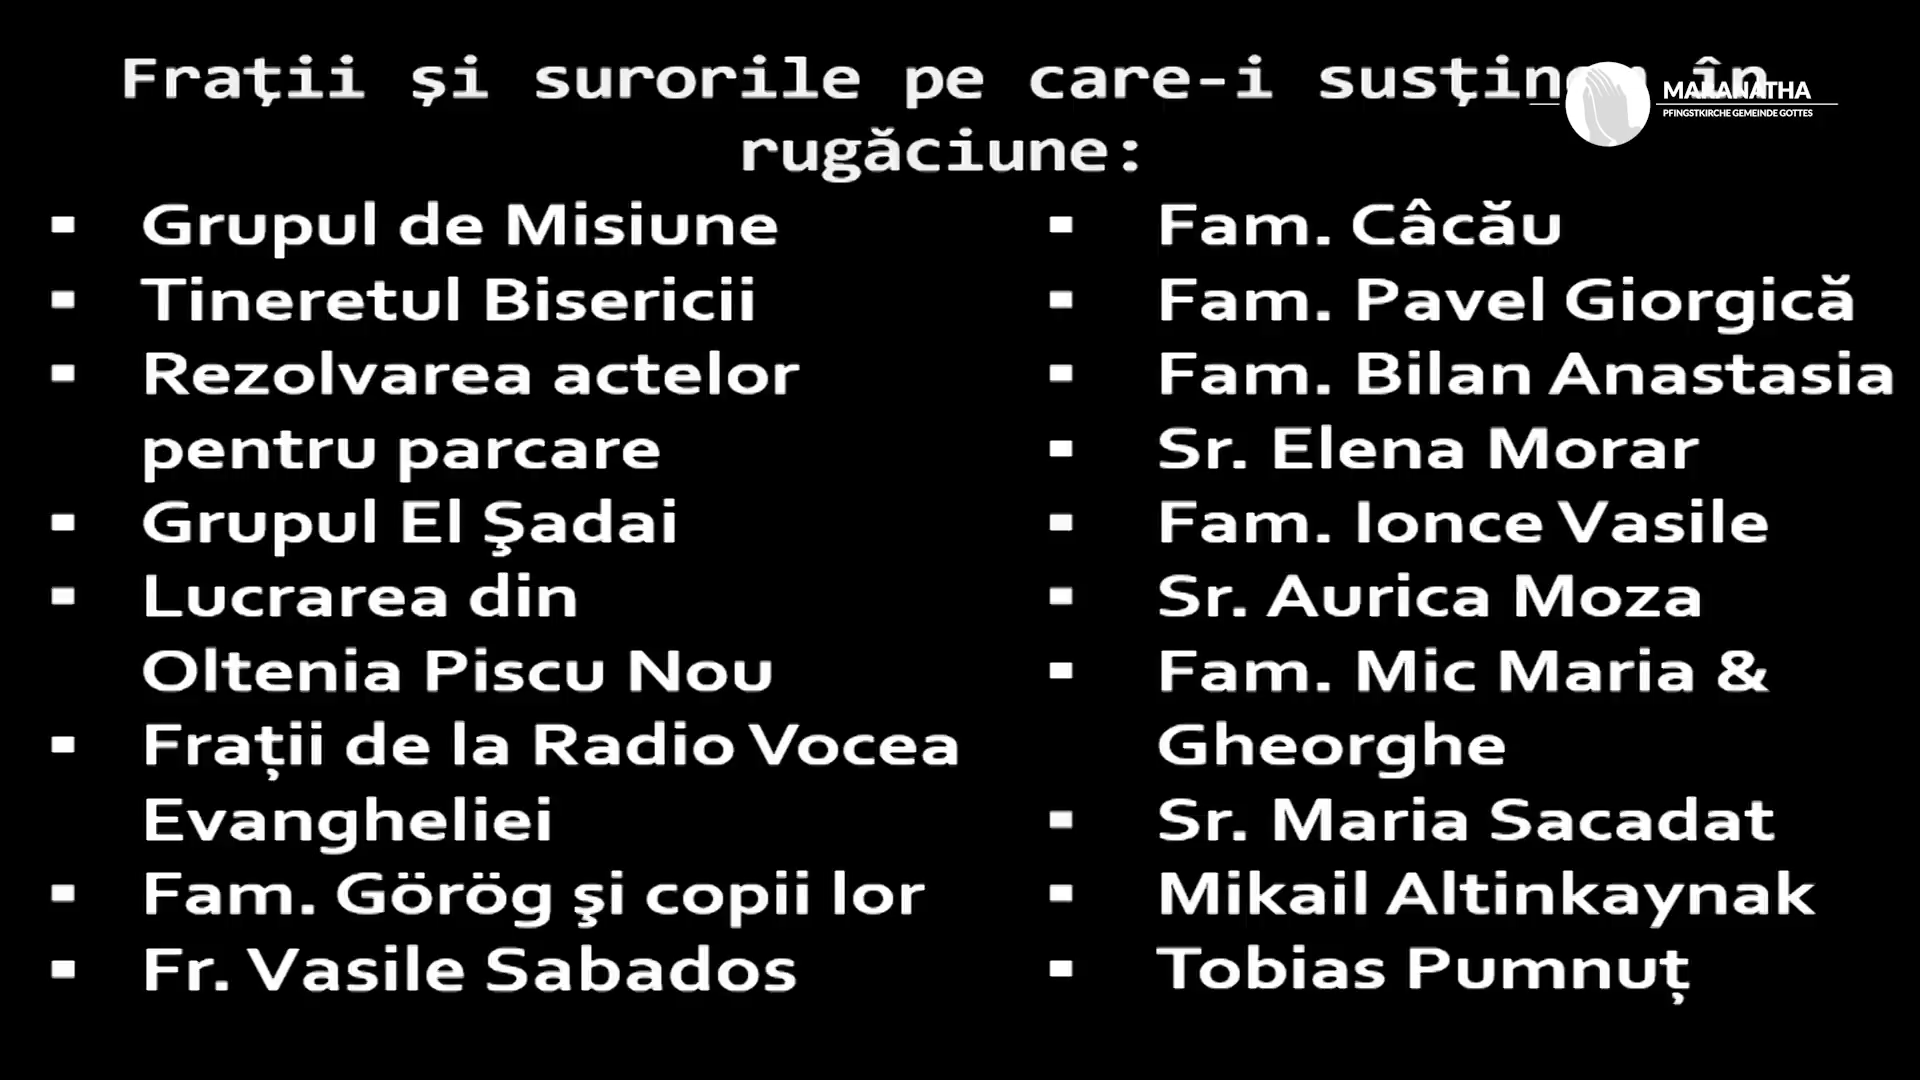 Frații şi surorile pe care-i în
rugăciune:
Grupul de Misiune
Tineretul Bisericii
Rezolvarea actelor
pentru parcare
Grupul El Şadai
Lucrarea din
Oltenia Piscu Nou
Frații de la Radio Vocea
Evangheliei
Fam. Görög şi copii lor
Fr. Vasile Sabados
Fam. Câcău
Fam. Pavel Giorgică
Fam. Bilan Anastasia
Sr. Elena Morar
Fam. Ionce Vasile
Sr. Aurica Moza
Fam. Mic Maria &
Gheorghe
Sr. Maria Sacadat
Mikail Altinkaynak
Tobias Pumnuț
MARANATHA
PFINGSTKIRCHE GEMEINDE GOTTES